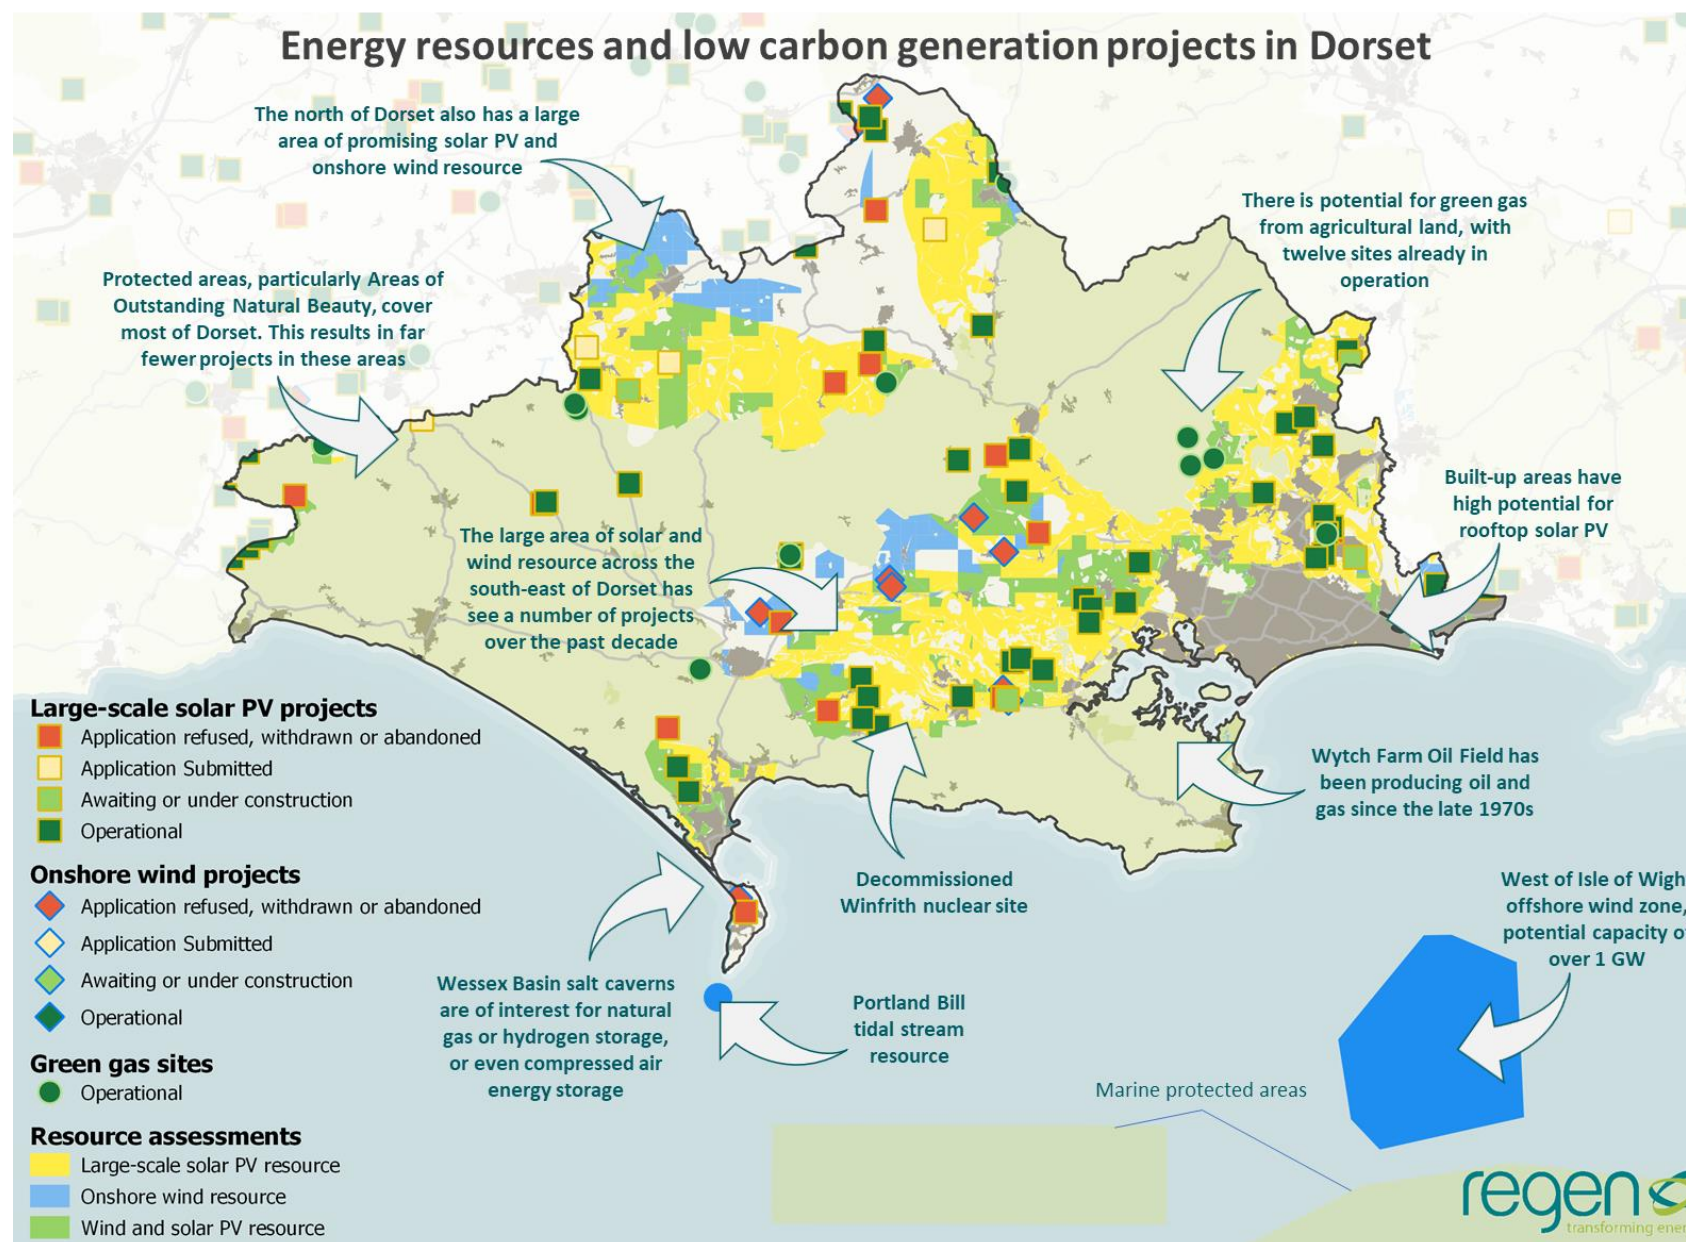 Energy resources and low carbon generation projects in Dorset
The north of Dorset also has a large
area of promising solar PV and
onshore wind resource
There is potential for green gas
from agricultural land, with
twelve sites already in
operation
Protected areas, particularly Areas of
Outstanding Natural Beauty, cover
most of Dorset. This results in far
fewer projects in these areas
Built-up areas have
high potential for
rooftop solar PV
The large area of solar and
wind resource across the
south-east of Dorset has
see a number of projects
over the past decade
Large-scale solar PV projects
Application refused, withdrawn or abandoned
Application Submitted
Awaiting or under construction
Operational
Wytch Farm Oil Field has
been producing oil and
gas since the late 1970s
Onshore wind projects
Application refused, withdrawn or abandoned
Application Submitted
Awaiting or under construction
Operational
Decommissioned
Winfrith nuclear site
West of Isle of Wigh
offshore wind zone,
potential capacity o
over 1 GW
Wessex Basin salt caverns
are of interest for natural
gas or hydrogen storage,
or even compressed air
energy storage
Portland Bill
tidal stream
resource
Green gas sites
Operational
Marine protected areas
Resource assessments
Large-scale solar PV resource
Onshore wind resource
Wind and solar PV resource
regen
transforming ener